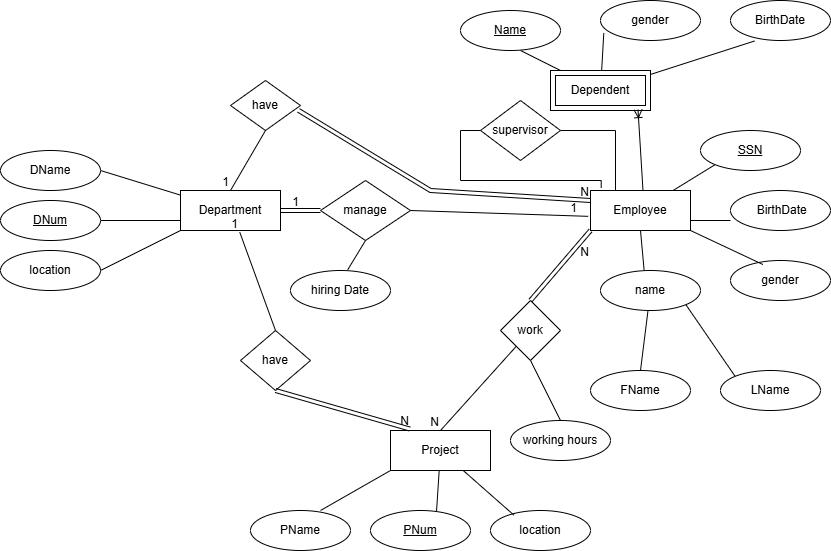 gender
BirthDate
Name
Dependent
have
supervisor
SSN
DName
1
N
Department
1
manage
1
Employee
BirthDate
DNum
1
N
location
hiring Date
name
gender
work
have
FName
LName
N
N
working hours
Project
PName
PNum
location